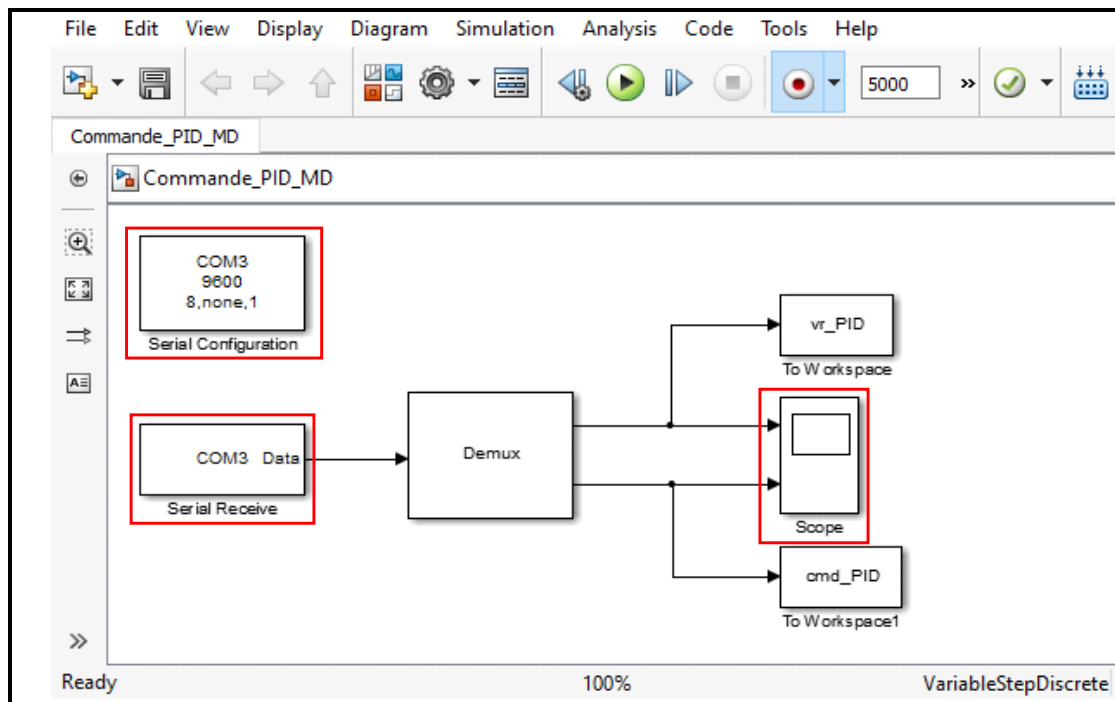 File Edit View Display Diagram Simulation Analysis Code Tools Help
5000
Commande_PID_MD
Commande_PID_MD
COM3
9600
8,none,1
Serial Configuration
vr_PID
To Workspace
COM3 Data
Serial Receive
Demux
Scope
cmd_PID
To Workspace1
Ready 100% VariableStepDiscrete